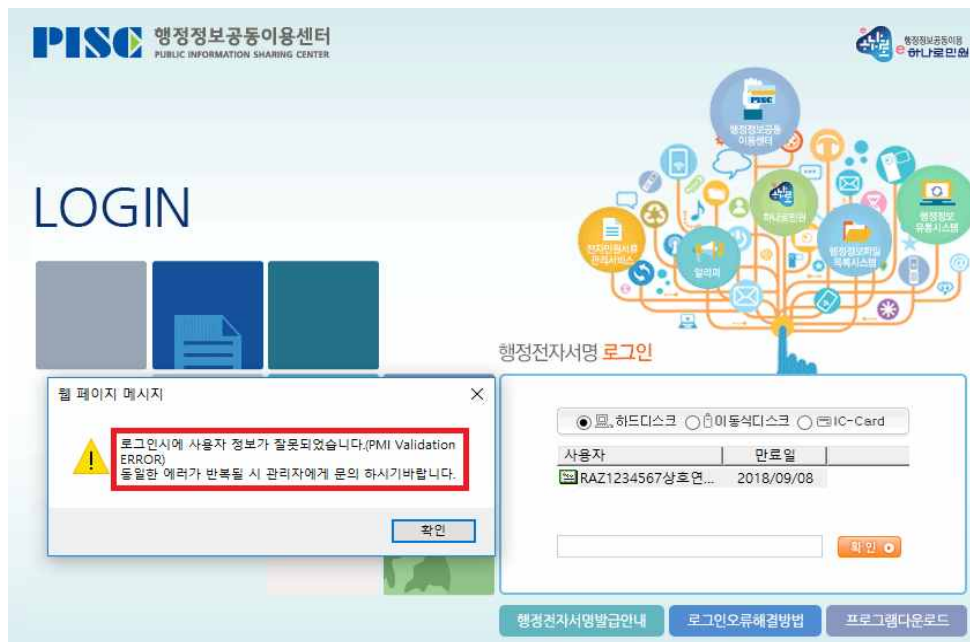 PISC 행정정보공동이용센터
PUBLIC INFORMATION SHARING CENTER
행정정보공동이용
e하나로민원
PISC
행정정보공동
이용센터
LOGIN
하나로민원
행정정보
유통시스템
전자민원서류
관리서비스
알리미
행정정보파일
목록시스템
행정전자서명 로그인
웹 페이지 메시지
로그인시에 사용자 정보가 잘못되었습니다.(PMI Validation
ERROR)
동일한 에러가 반복될 시 관리자에게 문의 하시기바랍니다.
확인
하드디스크 이동식디스크 IC-Card
사용자 만료일
RAZ1234567상호연... 2018/09/08
확인
행정전자서명발급안내 로그인오류해결방법 프로그램다운로드